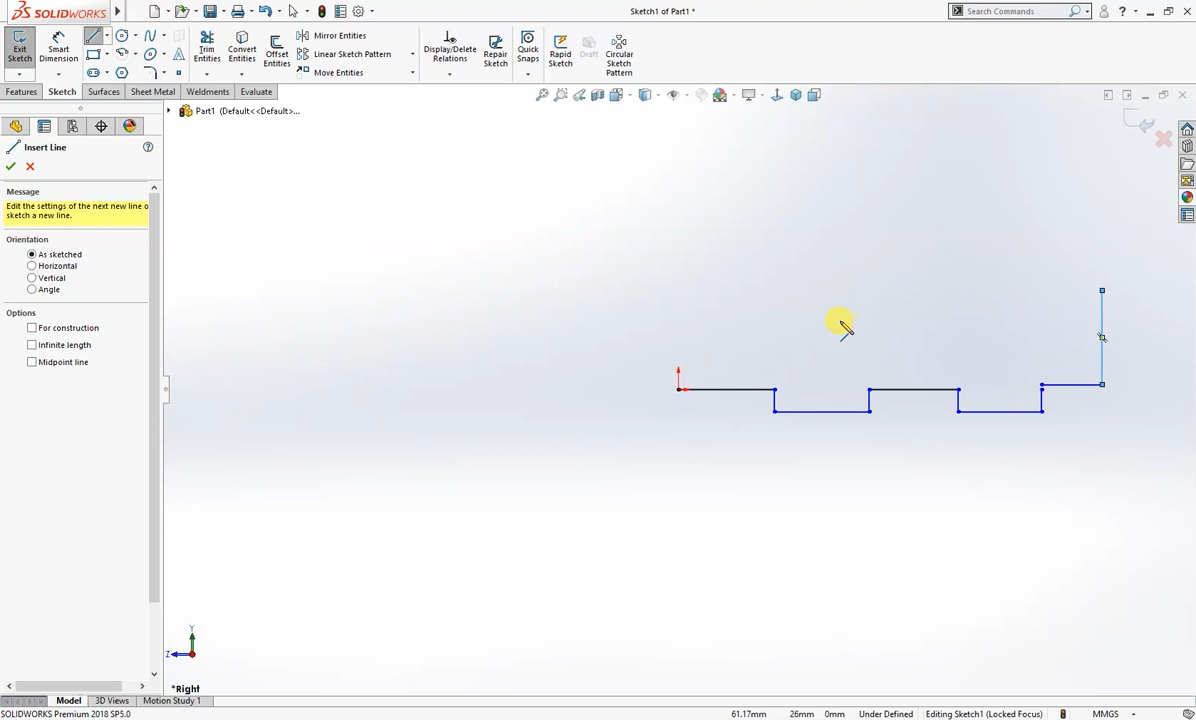 SOLIDWORKS
Sketch1 of Part1 *
Search Commands
?
Exit
Sketch
Smart
Dimension
Trim
Entities
Convert
Entities
Offset
Entities
Mirror Entities
Linear Sketch Pattern
Move Entities
Display/Delete
Relations
Repair
Sketch
Quick
Snaps
Rapid
Sketch
Draft
Circular
Sketch
Pattern
Features
Sketch
Surfaces
Sheet Metal
Weldments
Evaluate
Part1 (Default<<Default>...
Insert Line
?
Message
Edit the settings of the next new line o
sketch a new line.
Orientation
As sketched
Horizontal
Vertical
Angle
Options
For construction
Infinite length
Midpoint line
Y
Z
*Right
Model
3D Views
Motion Study 1
SOLIDWORKS Premium 2018 SP5.0
61.17mm
26mm
0mm
Under Defined
Editing Sketch1 (Locked Focus)
MMGS